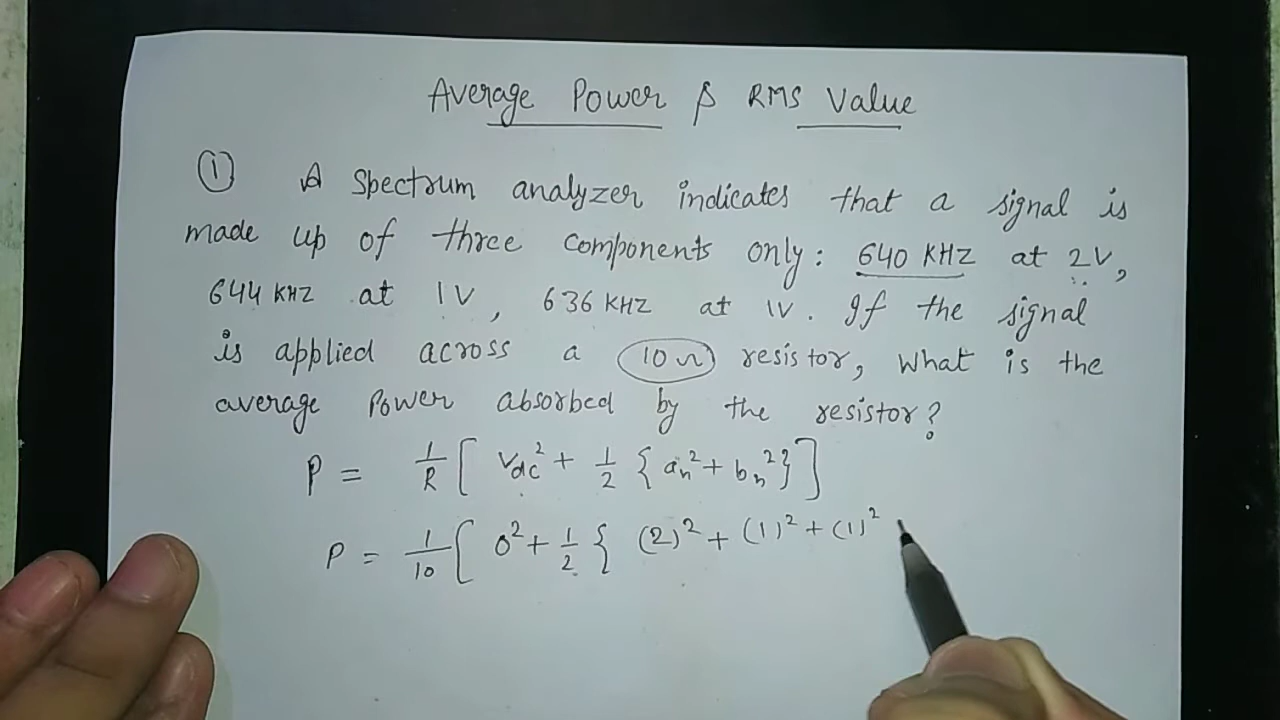 Average Power & RMS Value
① A Spectrum analyzer indicates that a signal is
made up of three components only: 640 KHZ at 2V,
644 KHZ at 1V, 636 KHZ at 1V. If the signal
is applied across a 10Ω resistor, What is the
average Power absorbed by the resistor?
P = 1/R [ Vdc² + 1/2 { an² + bn² } ]
P = 1/10 [ 0² + 1/2 { (2)² + (1)² + (1)²